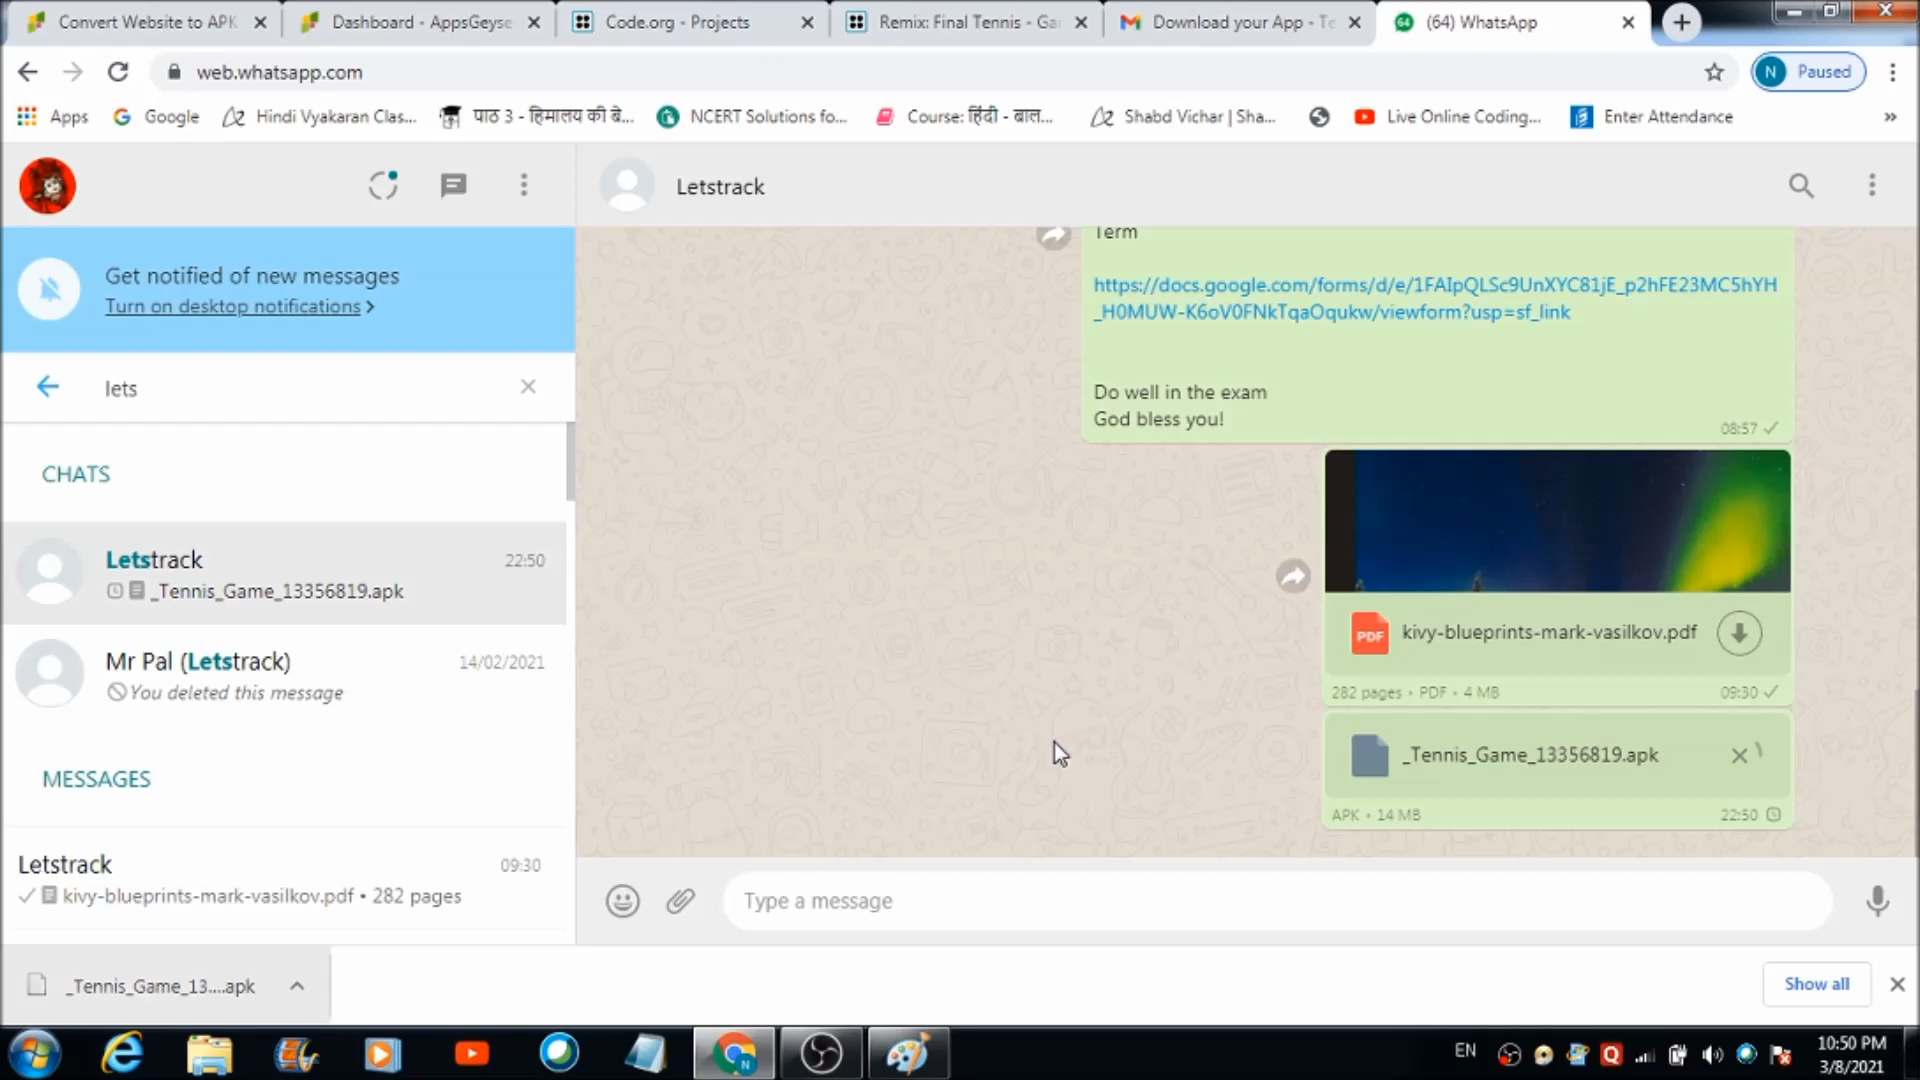 Convert Website to APK
Dashboard - AppsGeyse
Code.org - Projects
Remix: Final Tennis - Ga
Download your App - Te
64
(64) WhatsApp
web.whatsapp.com
N
Paused
Apps
Google
Hindi Vyakaran Clas...
पाठ 3 - हिमालय की बे...
NCERT Solutions fo...
Course: हिंदी - बाल...
Shabd Vichar | Sha...
Live Online Coding...
Enter Attendance
»
Letstrack
Get notified of new messages
Turn on desktop notifications >
lets
CHATS
Letstrack
22:50
_Tennis_Game_13356819.apk
Mr Pal (Letstrack)
14/02/2021
You deleted this message
MESSAGES
Letstrack
09:30
kivy-blueprints-mark-vasilkov.pdf • 282 pages
Term
https://docs.google.com/forms/d/e/1FAIpQLSc9UnXYC81jE_p2hFE23MC5hYH
_H0MUW-K6oV0FNkTqaOqukw/viewform?usp=sf_link
Do well in the exam
God bless you!
08:57
PDF
kivy-blueprints-mark-vasilkov.pdf
282 pages • PDF • 4 MB
09:30
_Tennis_Game_13356819.apk
APK • 14 MB
22:50
Type a message
_Tennis_Game_13....apk
Show all
N
EN
10:50 PM
3/8/2021